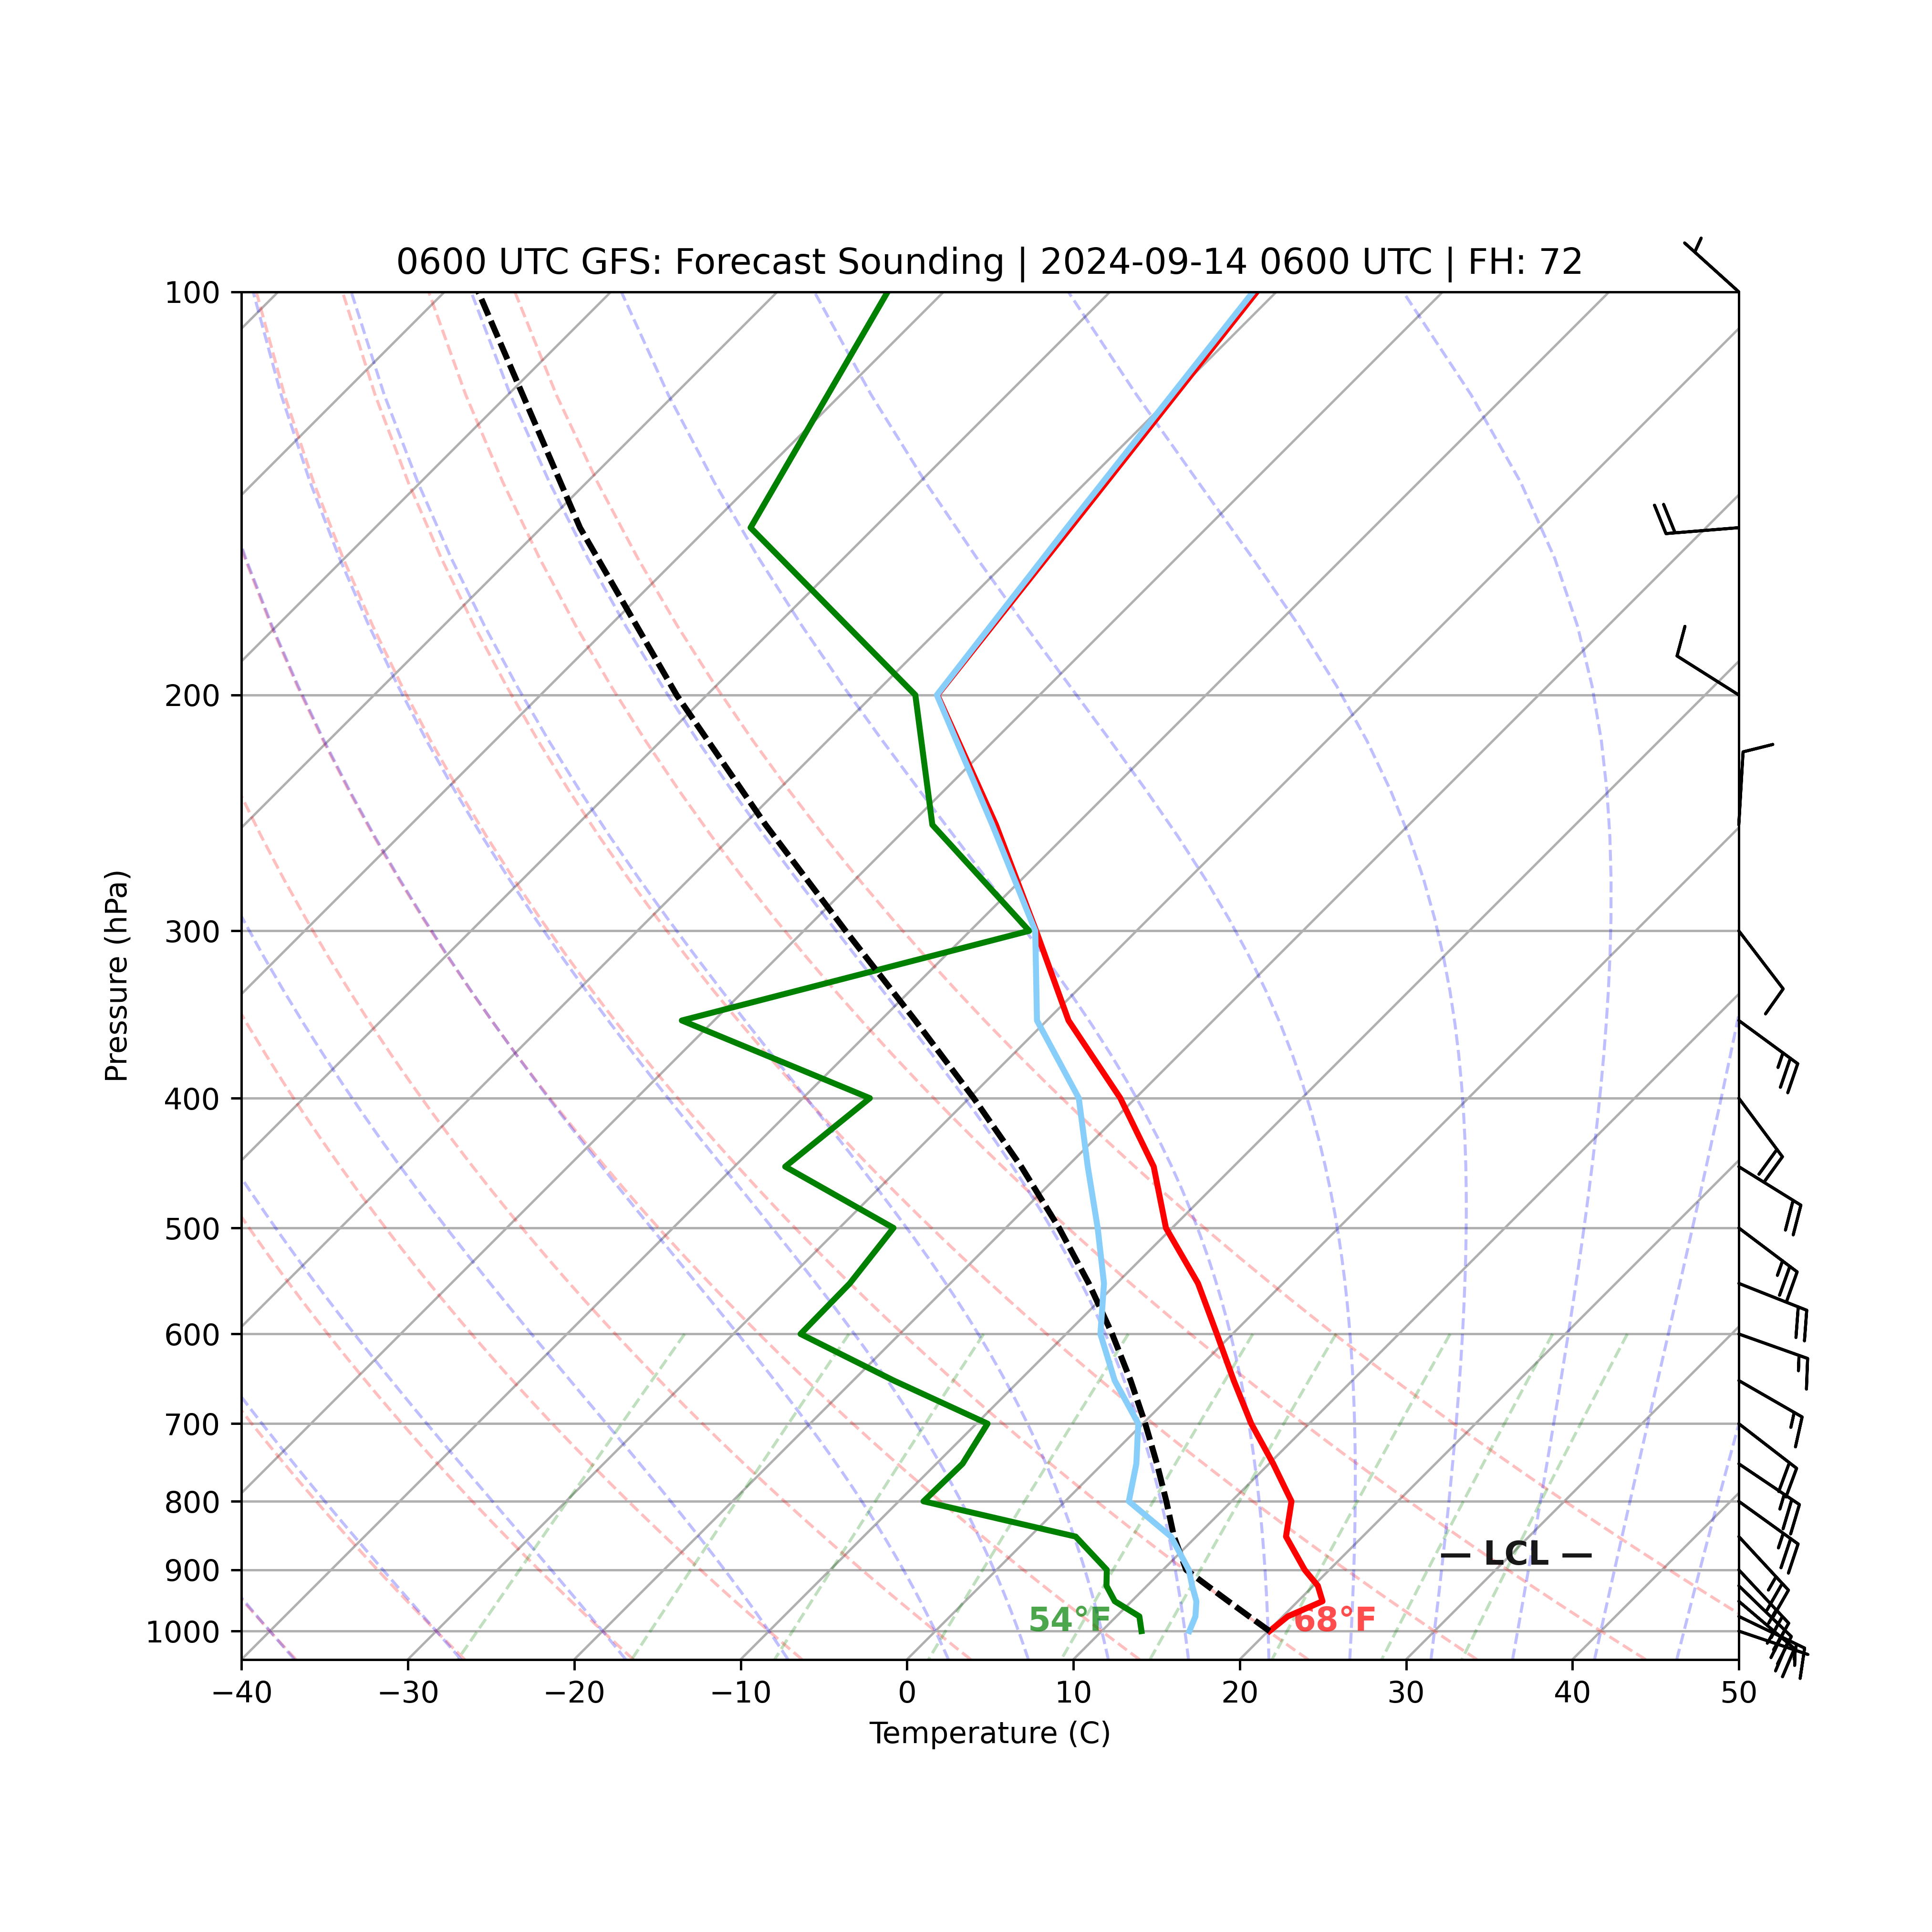 0600 UTC GFS: Forecast Sounding | 2024-09-14 0600 UTC | FH: 72
100
200
300
400
500
600
700
800
900
1000
Pressure (hPa)
— LCL —
54°F
68°F
−40 −30 −20 −10 0 10 20 30 40 50
Temperature (C)